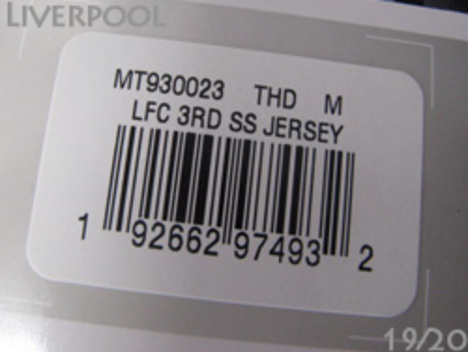 LIVERPOOL
MT930023 THD M
LFC 3RD SS JERSEY
1 92662 97493 2
19/20